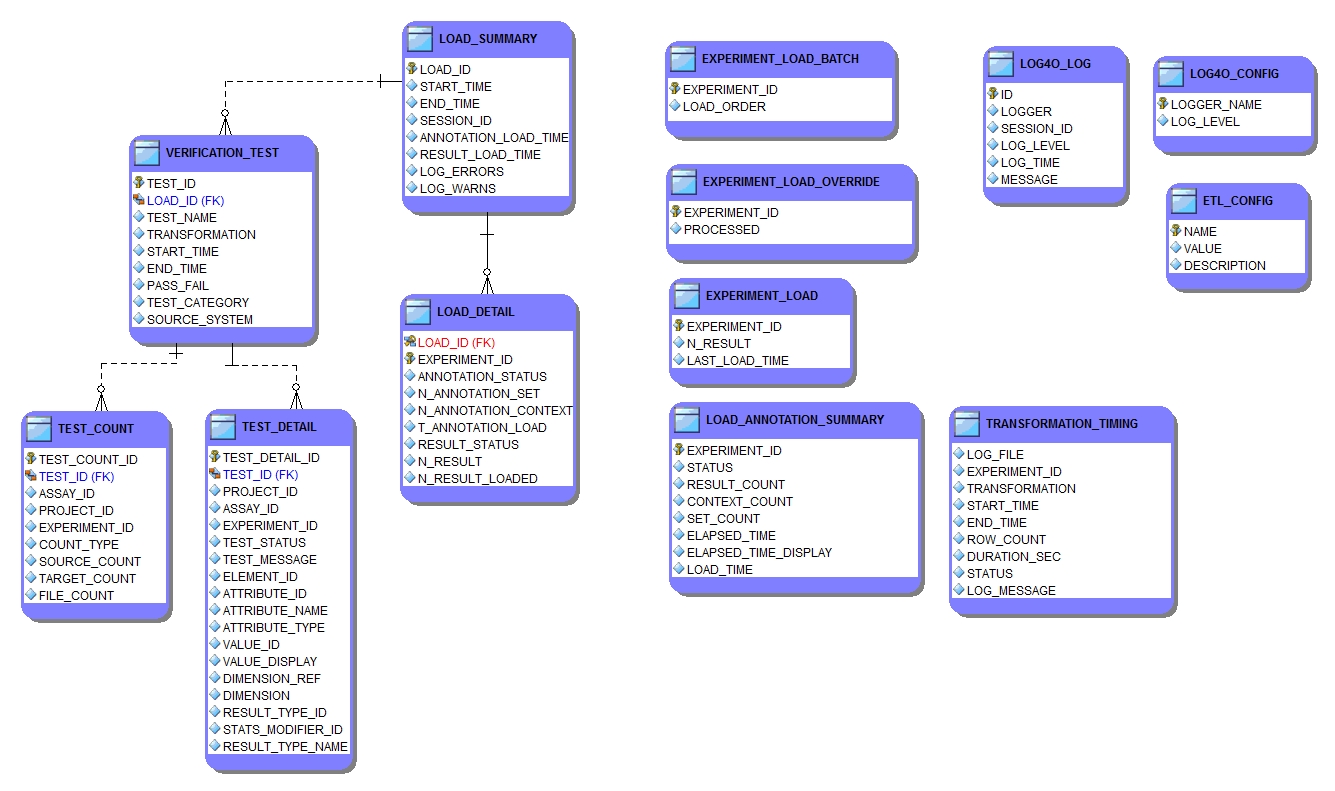 LOAD_SUMMARY
LOAD_ID
START_TIME
END_TIME
SESSION_ID
ANNOTATION_LOAD_TIME
RESULT_LOAD_TIME
LOG_ERRORS
LOG_WARNS
VERIFICATION_TEST
TEST_ID
LOAD_ID (FK)
TEST_NAME
TRANSFORMATION
START_TIME
END_TIME
PASS_FAIL
TEST_CATEGORY
SOURCE_SYSTEM
LOAD_DETAIL
LOAD_ID (FK)
EXPERIMENT_ID
ANNOTATION_STATUS
N_ANNOTATION_SET
N_ANNOTATION_CONTEXT
T_ANNOTATION_LOAD
RESULT_STATUS
N_RESULT
N_RESULT_LOADED
TEST_COUNT
TEST_COUNT_ID
TEST_ID (FK)
ASSAY_ID
PROJECT_ID
EXPERIMENT_ID
COUNT_TYPE
SOURCE_COUNT
TARGET_COUNT
FILE_COUNT
TEST_DETAIL
TEST_DETAIL_ID
TEST_ID (FK)
PROJECT_ID
ASSAY_ID
EXPERIMENT_ID
TEST_STATUS
TEST_MESSAGE
ELEMENT_ID
ATTRIBUTE_ID
ATTRIBUTE_NAME
ATTRIBUTE_TYPE
VALUE_ID
VALUE_DISPLAY
DIMENSION_REF
DIMENSION
RESULT_TYPE_ID
STATS_MODIFIER_ID
RESULT_TYPE_NAME
EXPERIMENT_LOAD_BATCH
EXPERIMENT_ID
LOAD_ORDER
EXPERIMENT_LOAD_OVERRIDE
EXPERIMENT_ID
PROCESSED
EXPERIMENT_LOAD
EXPERIMENT_ID
N_RESULT
LAST_LOAD_TIME
LOAD_ANNOTATION_SUMMARY
EXPERIMENT_ID
STATUS
RESULT_COUNT
CONTEXT_COUNT
SET_COUNT
ELAPSED_TIME
ELAPSED_TIME_DISPLAY
LOAD_TIME
LOG4O_LOG
ID
LOGGER
SESSION_ID
LOG_LEVEL
LOG_TIME
MESSAGE
LOG4O_CONFIG
LOGGER_NAME
LOG_LEVEL
ETL_CONFIG
NAME
VALUE
DESCRIPTION
TRANSFORMATION_TIMING
LOG_FILE
EXPERIMENT_ID
TRANSFORMATION
START_TIME
END_TIME
ROW_COUNT
DURATION_SEC
STATUS
LOG_MESSAGE